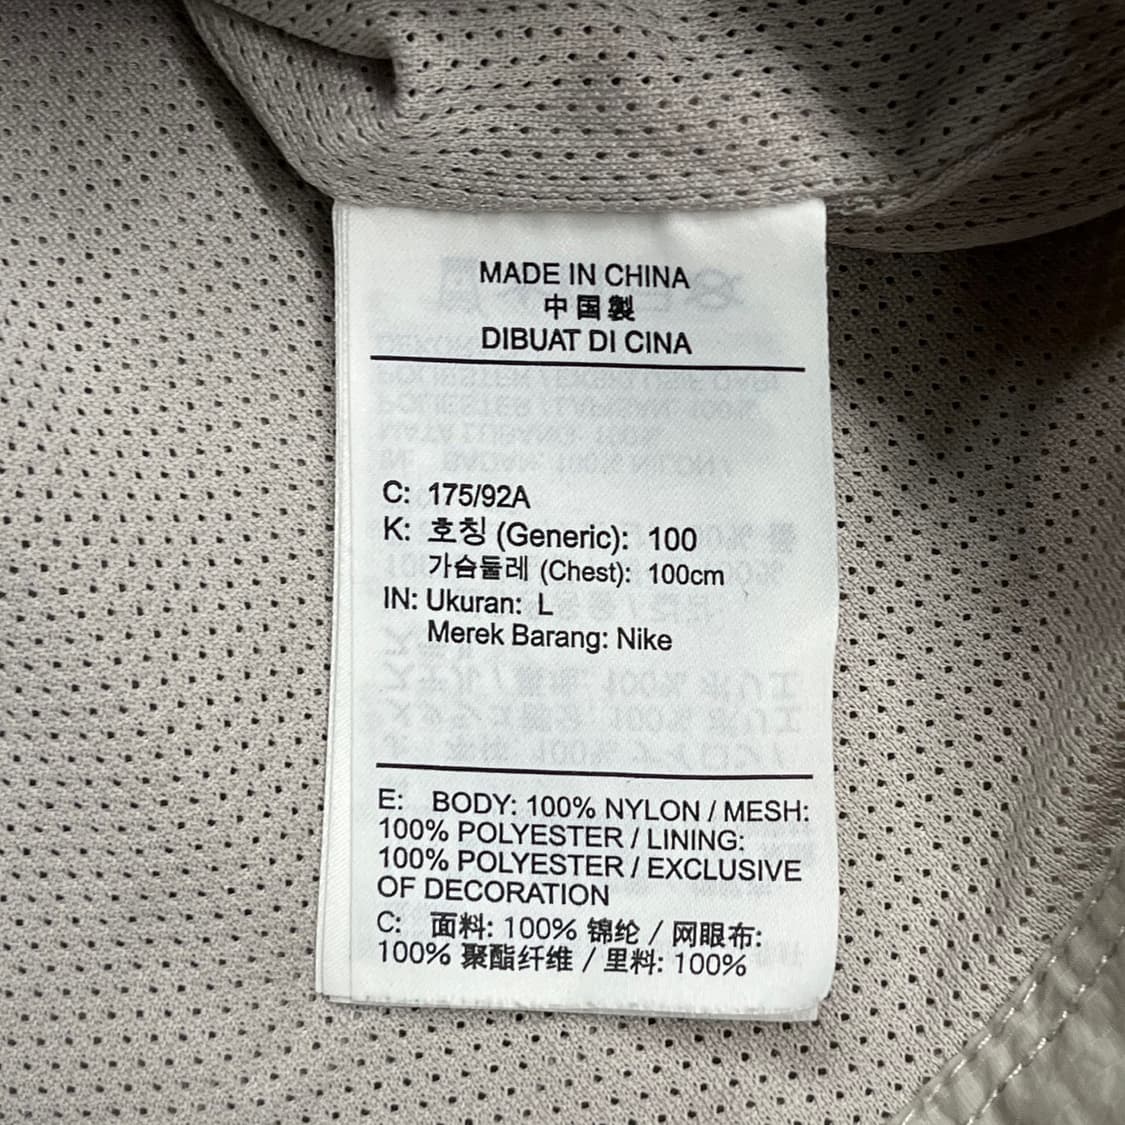 MADE IN CHINA
中国製
DIBUAT DI CINA
C: 175/92A
K: 호칭 (Generic): 100
가슴둘레 (Chest): 100cm
IN: Ukuran: L
Merek Barang: Nike
E: BODY: 100% NYLON / MESH:
100% POLYESTER / LINING:
100% POLYESTER / EXCLUSIVE
OF DECORATION
C: 面料: 100% 锦纶 / 网眼布:
100% 聚酯纤维 / 里料: 100%